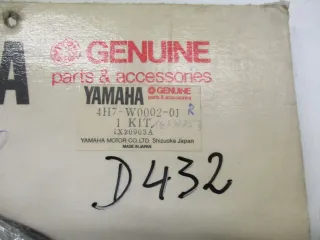 A
GENUINE
parts & accessories
YAMAHA GENUINE
parts & accessories
4H7-W0002-01 R
1 KIT
YAMAHA MOTOR CO., LTD. Shizuoka Japan
MADE IN JAPAN
D432